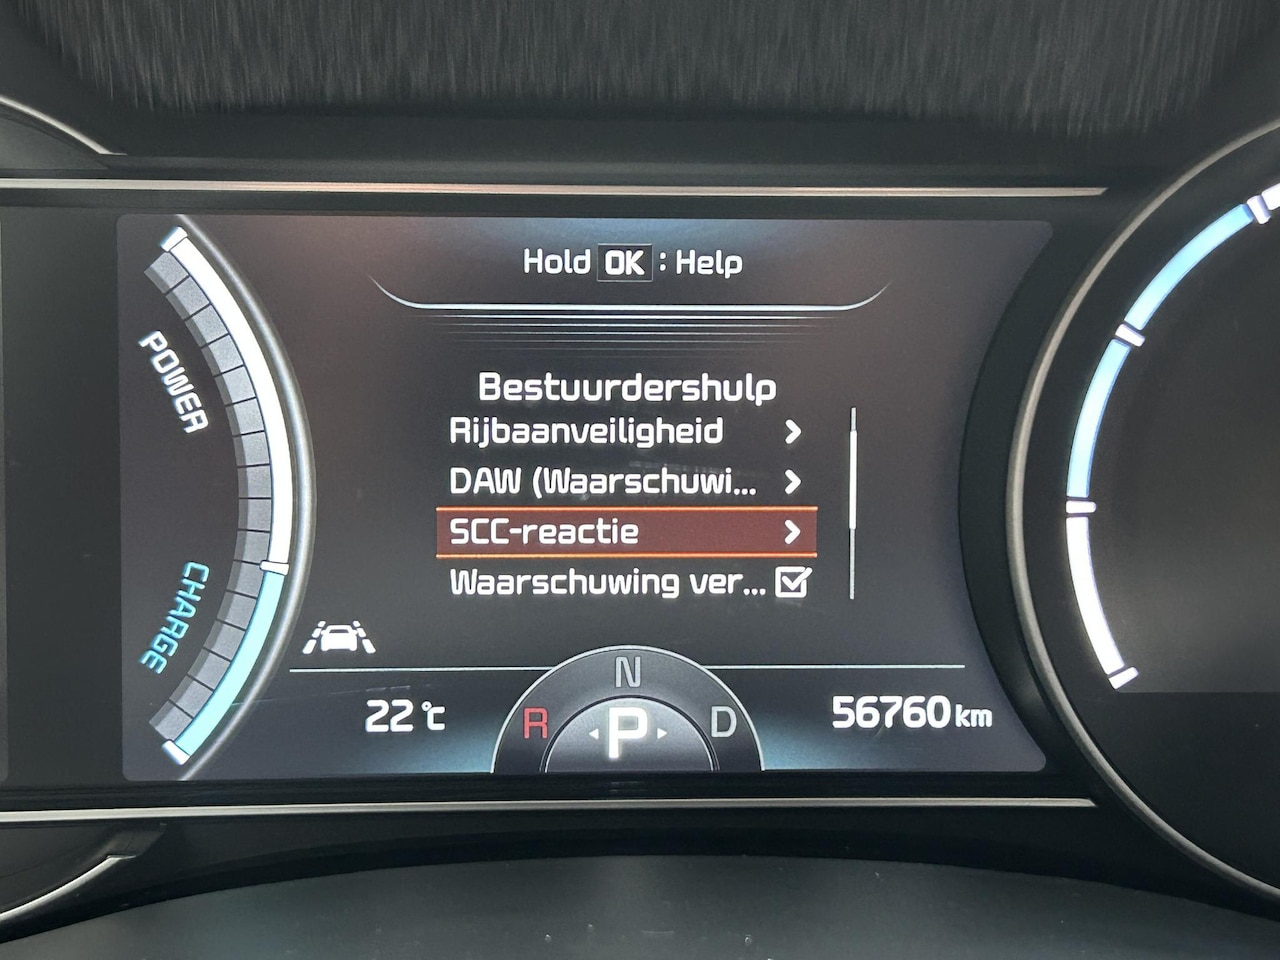 Hold OK : Help
Bestuurdershulp
Rijbaanveiligheid
DAW (Waarschuwi...
SCC-reactie
Waarschuwing ver...
POWER
CHARGE
22 °C
R N P D
56760 km